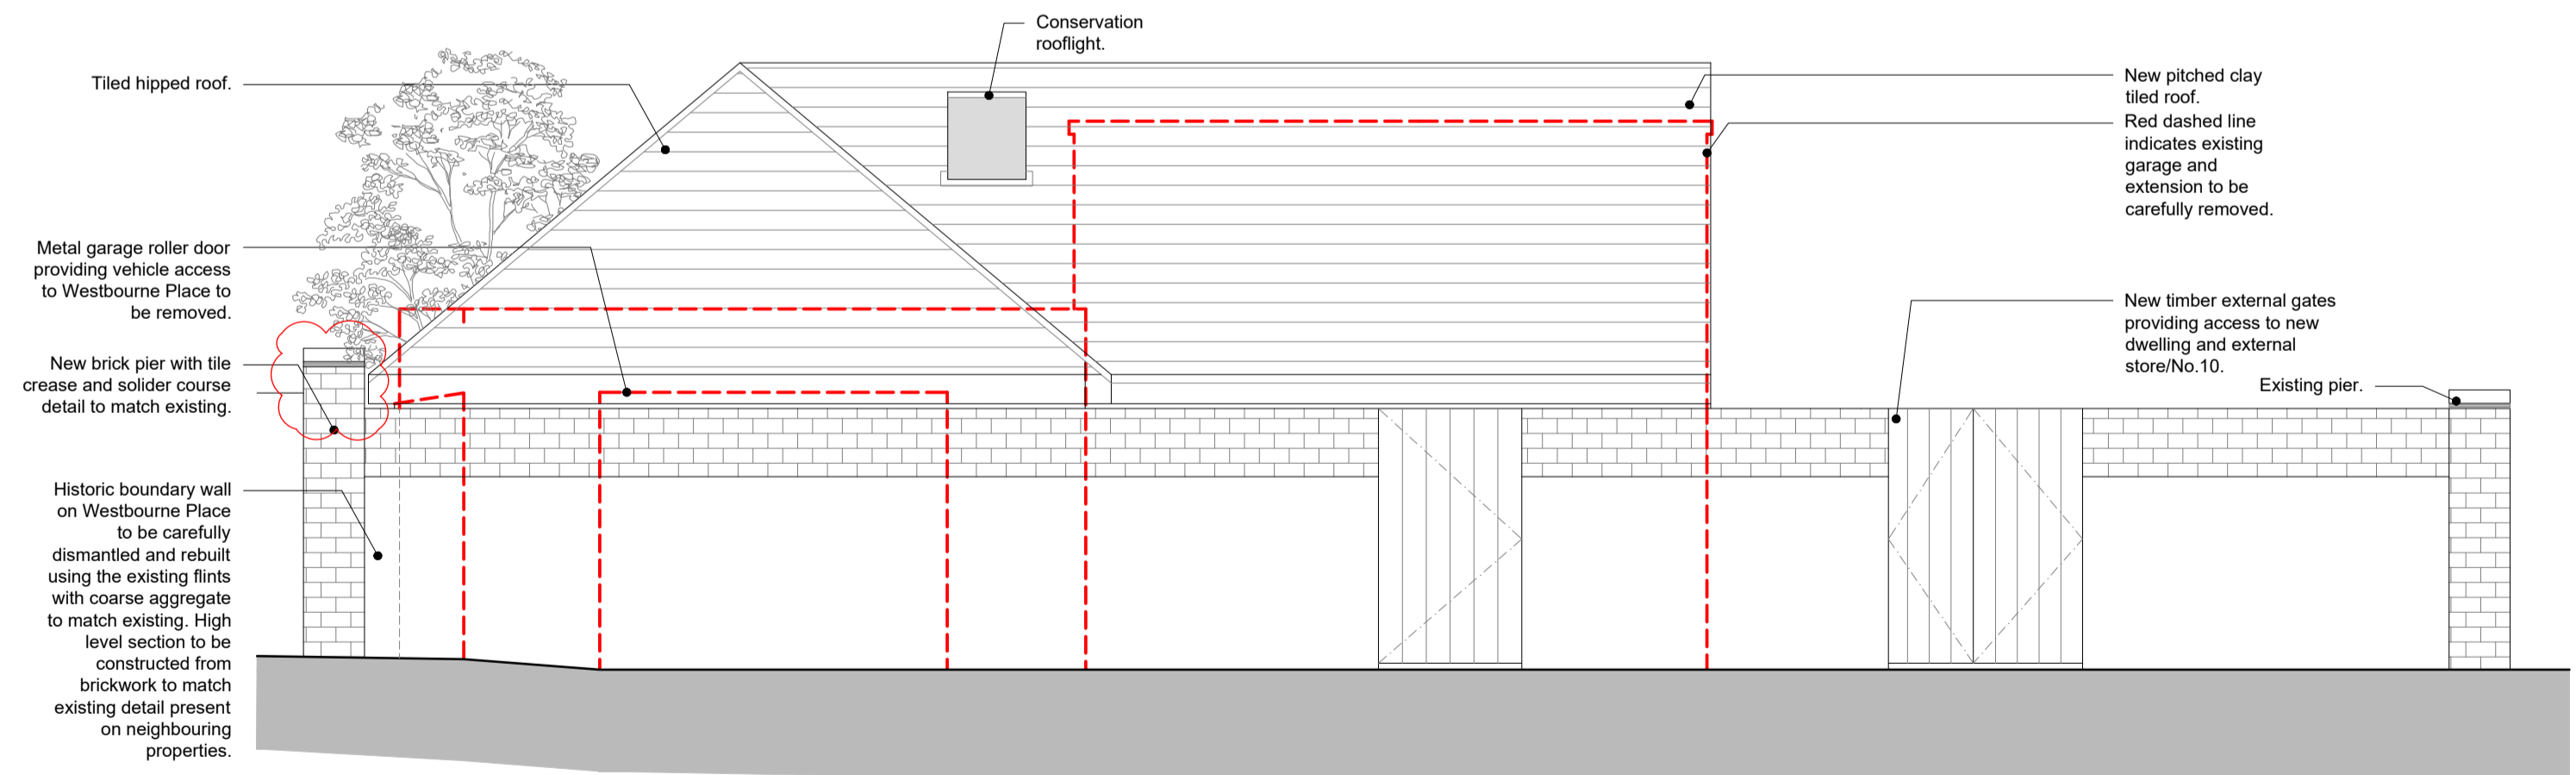 Conservation
rooflight.
Tiled hipped roof.
New pitched clay
tiled roof.
Red dashed line
indicates existing
garage and
extension to be
carefully removed.
Metal garage roller door
providing vehicle access
to Westbourne Place to
be removed.
New timber external gates
providing access to new
dwelling and external
store/No.10.
New brick pier with tile
crease and solider course
detail to match existing.
Existing pier.
Historic boundary wall
on Westbourne Place
to be carefully
dismantled and rebuilt
using the existing flints
with coarse aggregate
to match existing. High
level section to be
constructed from
brickwork to match
existing detail present
on neighbouring
properties.